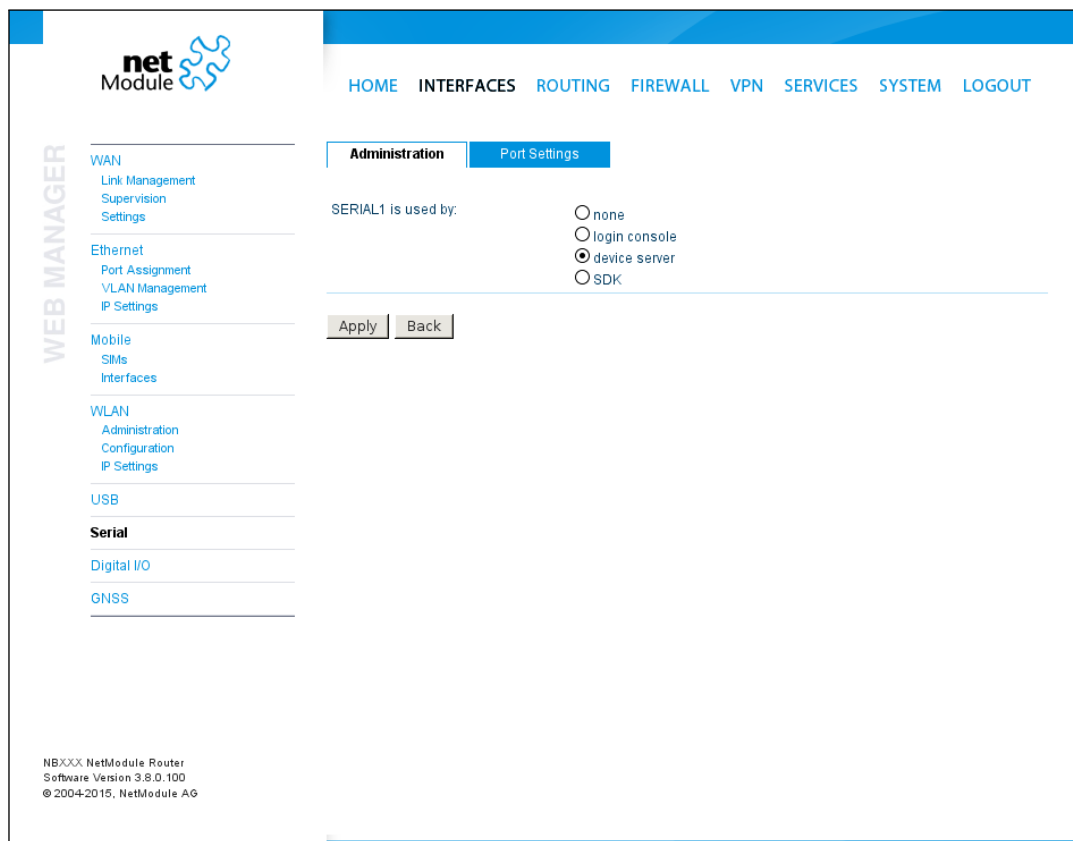 net
Module
HOME INTERFACES ROUTING FIREWALL VPN SERVICES SYSTEM LOGOUT
WEB MANAGER
WAN
Link Management
Supervision
Settings
Ethernet
Port Assignment
VLAN Management
IP Settings
Mobile
SIMs
Interfaces
WLAN
Administration
Configuration
IP Settings
USB
Serial
Digital I/O
GNSS
Administration Port Settings
SERIAL1 is used by:
none
login console
device server
SDK
Apply Back
NBXXX NetModule Router
Software Version 3.8.0.100
© 2004-2015, NetModule AG